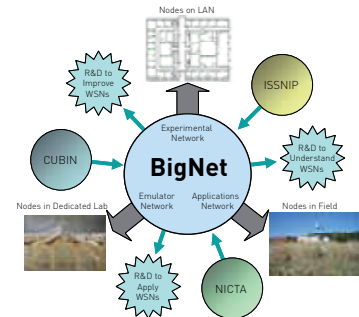 Nodes on LAN
R&D to
Improve
WSNs
ISSNIP
Experimental
Network
R&D to
Understand
WSNs
CUBIN
BigNet
Emulator
Network
Applications
Network
Nodes in Dedicated Lab
Nodes in Field
R&D to
Apply
WSNs
NICTA